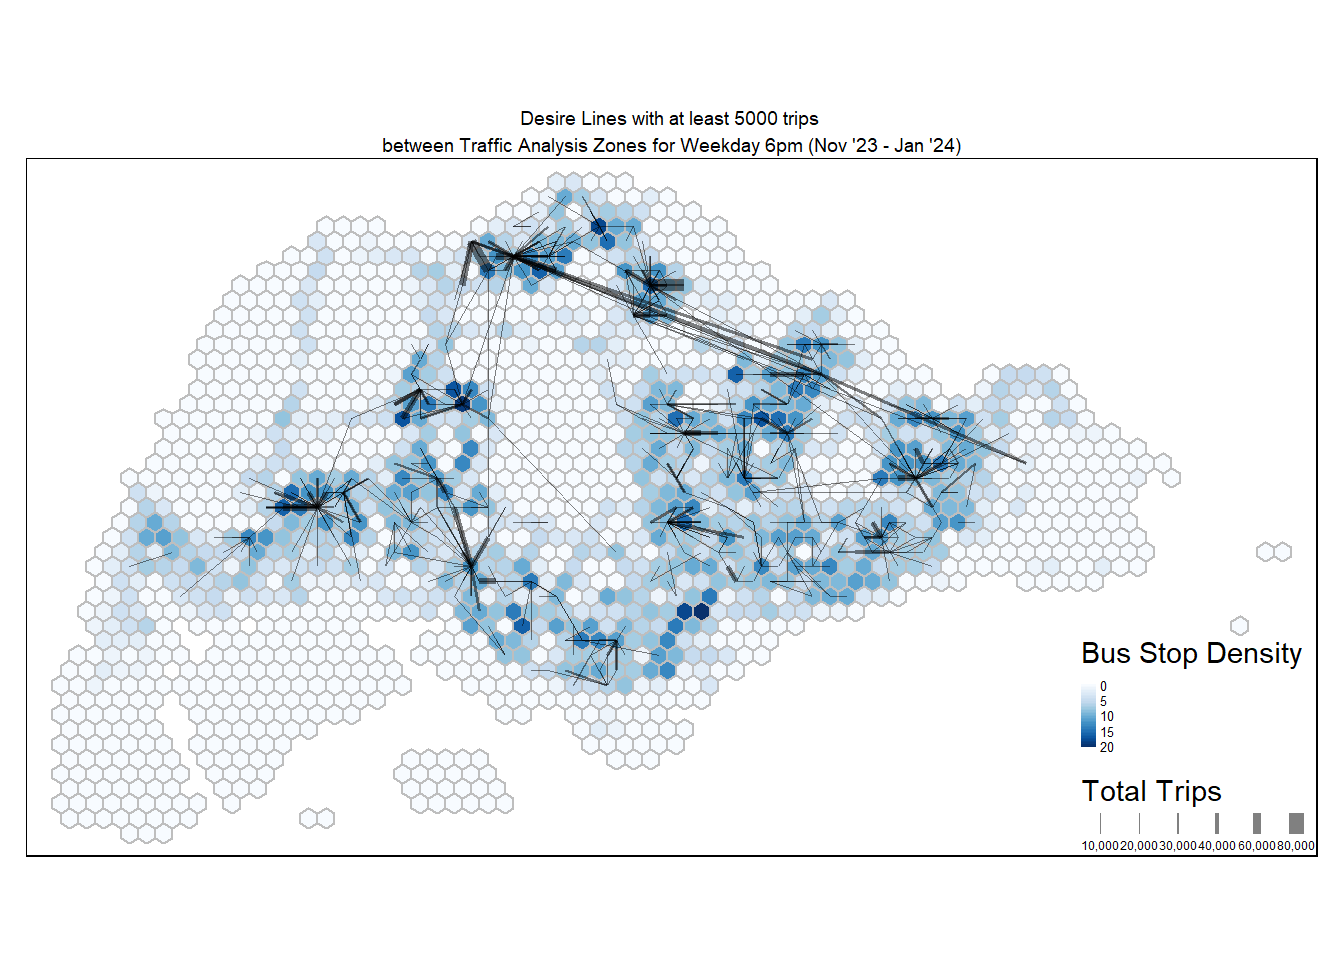 Desire Lines with at least 5000 trips
between Traffic Analysis Zones for Weekday 6pm (Nov '23 - Jan '24)
Bus Stop Density
0
5
10
15
20
Total Trips
10,000 20,000 30,000 40,000 60,000 80,000